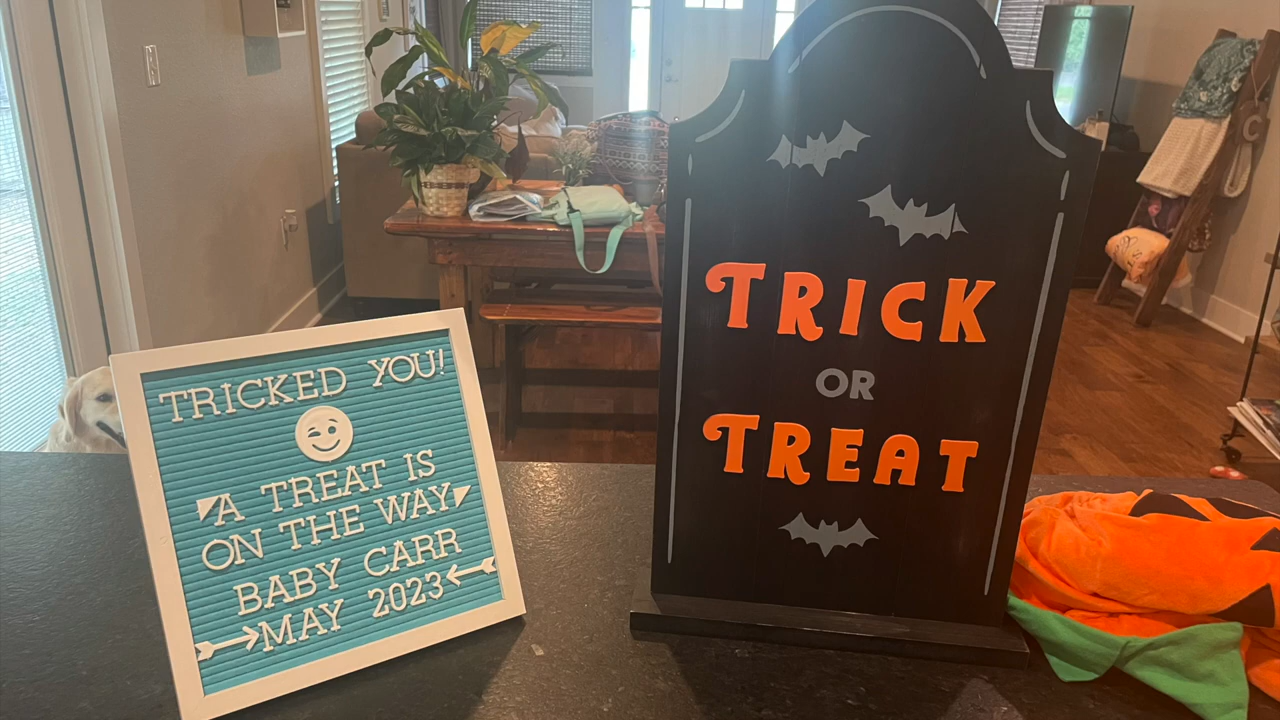 TRICKED YOU!
A TREAT IS
ON THE WAY
BABY CARR
MAY 2023
TRICK
OR
TREAT
C